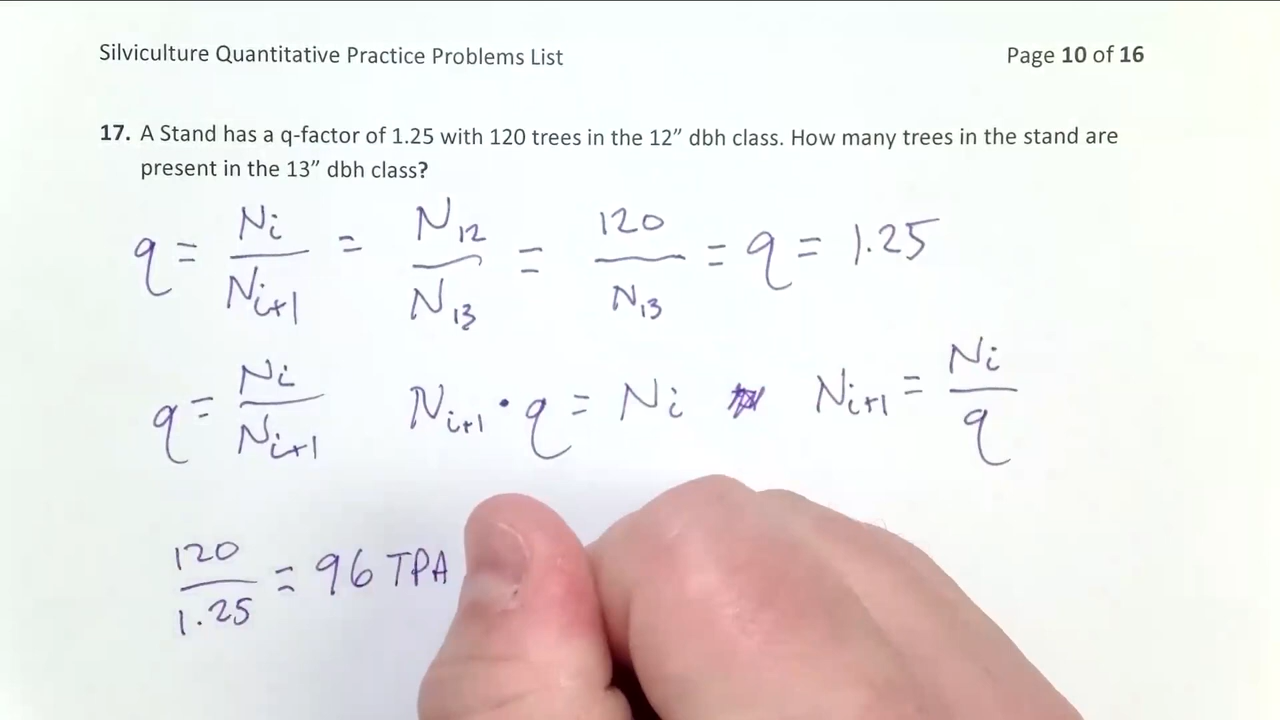 Silviculture Quantitative Practice Problems List Page 10 of 16
17. A Stand has a q-factor of 1.25 with 120 trees in the 12” dbh class. How many trees in the stand are
present in the 13” dbh class?
q = Ni / Ni+1 = N12 / N13 = 120 / N13 = q = 1.25
q = Ni / Ni+1 Ni+1 · q = Ni Ni+1 = Ni / q
120 / 1.25 = 96 TPA